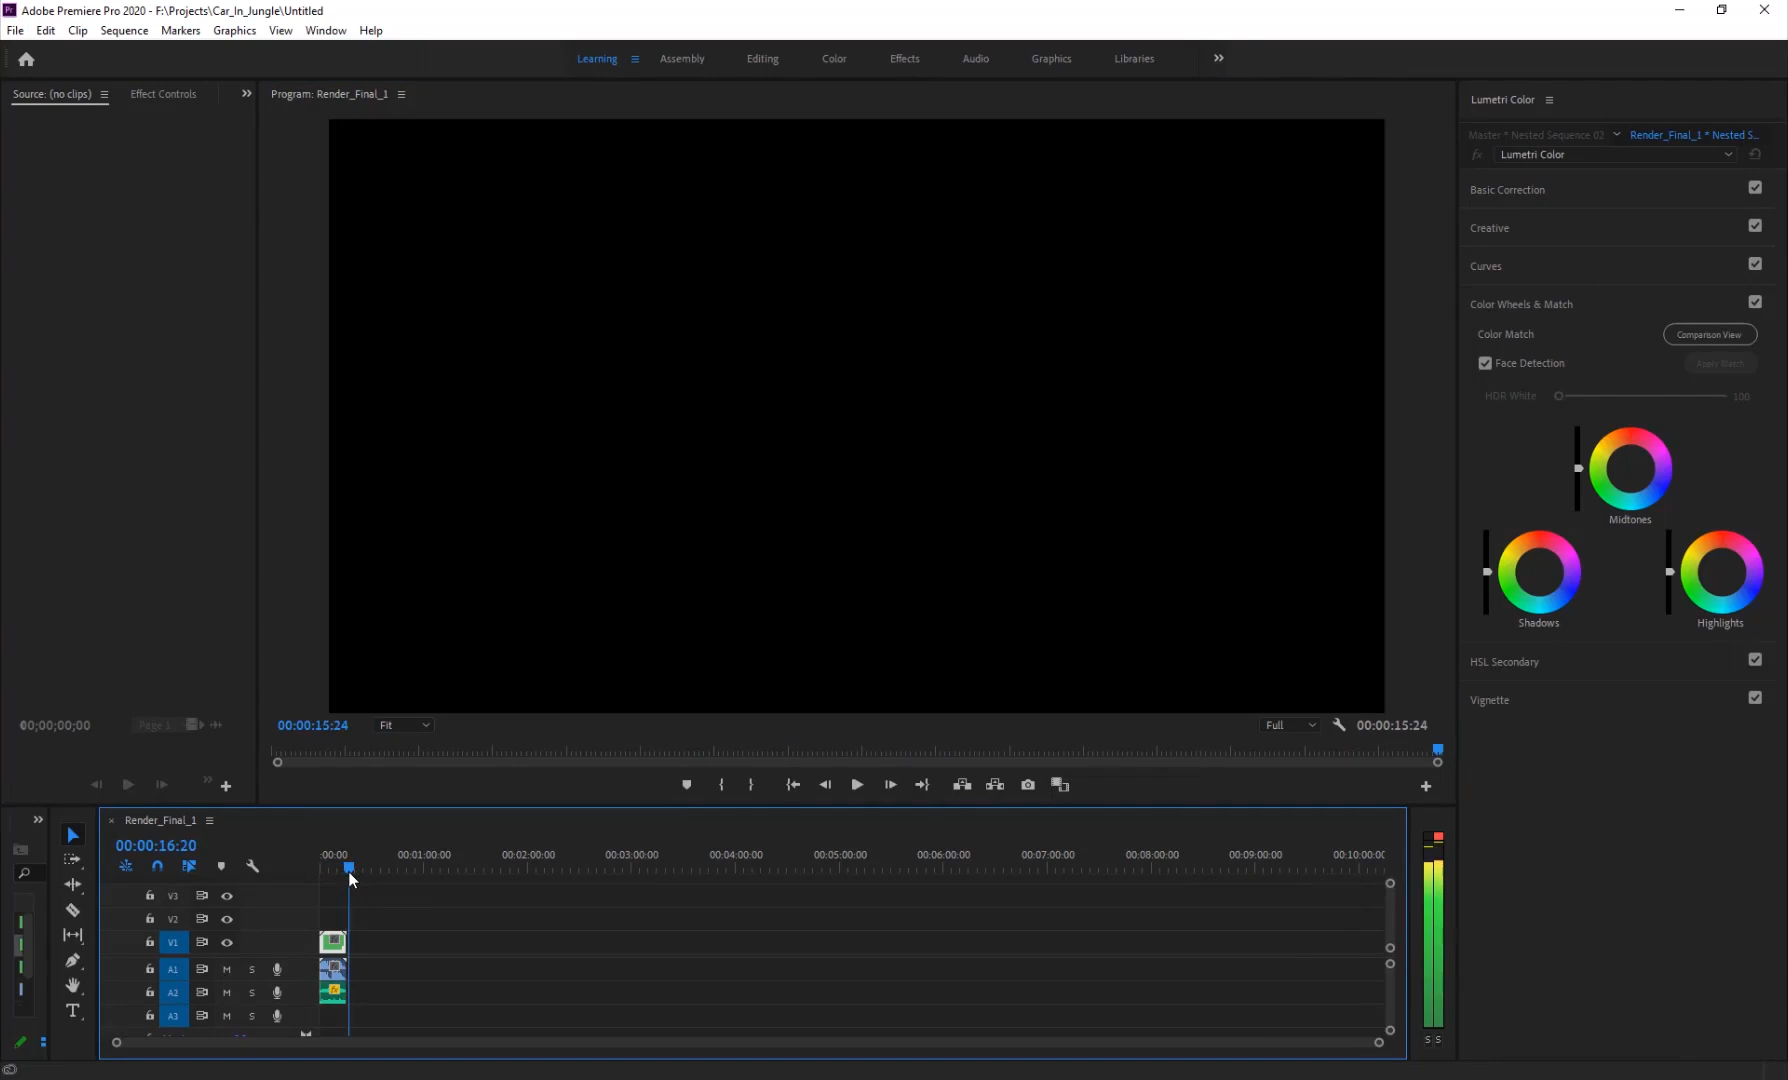 Adobe Premiere Pro 2020 - F:\Projects\Car_In_Jungle\Untitled
File Edit Clip Sequence Markers Graphics View Window Help
Learning Assembly Editing Color Effects Audio Graphics Libraries
Source: (no clips) Effect Controls
Program: Render_Final_1
Lumetri Color
Master * Nested Sequence 02 Render_Final_1 * Nested S...
fx Lumetri Color
Basic Correction
Creative
Curves
Color Wheels & Match
Color Match Comparison View
Face Detection Apply Match
HDR White 100
Midtones
Shadows Highlights
HSL Secondary
Vignette
00;00;00;00 Page 1
00:00:15:24 Fit Full 00:00:15:24
Render_Final_1
00:00:16:20
:00:00 00:01:00:00 00:02:00:00 00:03:00:00 00:04:00:00 00:05:00:00 00:06:00:00 00:07:00:00 00:08:00:00 00:09:00:00 00:10:00:0
V3
V2
V1
A1 M S
A2 M S
A3 M S
S S